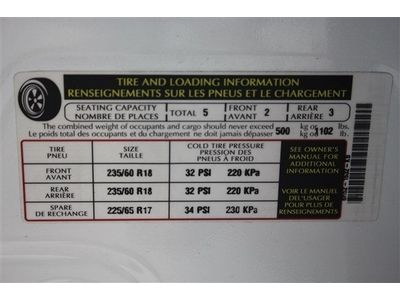 TIRE AND LOADING INFORMATION
RENSEIGNEMENTS SUR LES PNEUS ET LE CHARGEMENT
SEATING CAPACITY
NOMBRE DE PLACES
TOTAL 5
FRONT
AVANT 2
REAR
ARRIÈRE 3
The combined weight of occupants and cargo should never exceed 500 kg or 1102 lbs.
Le poids total des occupants et du chargement ne doit jamais dépasser kg ou lb.
TIRE
PNEU
SIZE
TAILLE
COLD TIRE PRESSURE
PRESSION DES
PNEUS À FROID
SEE OWNER'S
MANUAL FOR
ADDITIONAL
INFORMATION
FRONT
AVANT
235/60 R18
32 PSI 220 KPa
REAR
ARRIÈRE
235/60 R18
32 PSI 220 KPa
VOIR LE MANUEL
DEL'USAGER
POUR PLUS DE
RENSEIGNEMENTS
SPARE
DE RECHANGE
225/65 R17
34 PSI 230 KPa